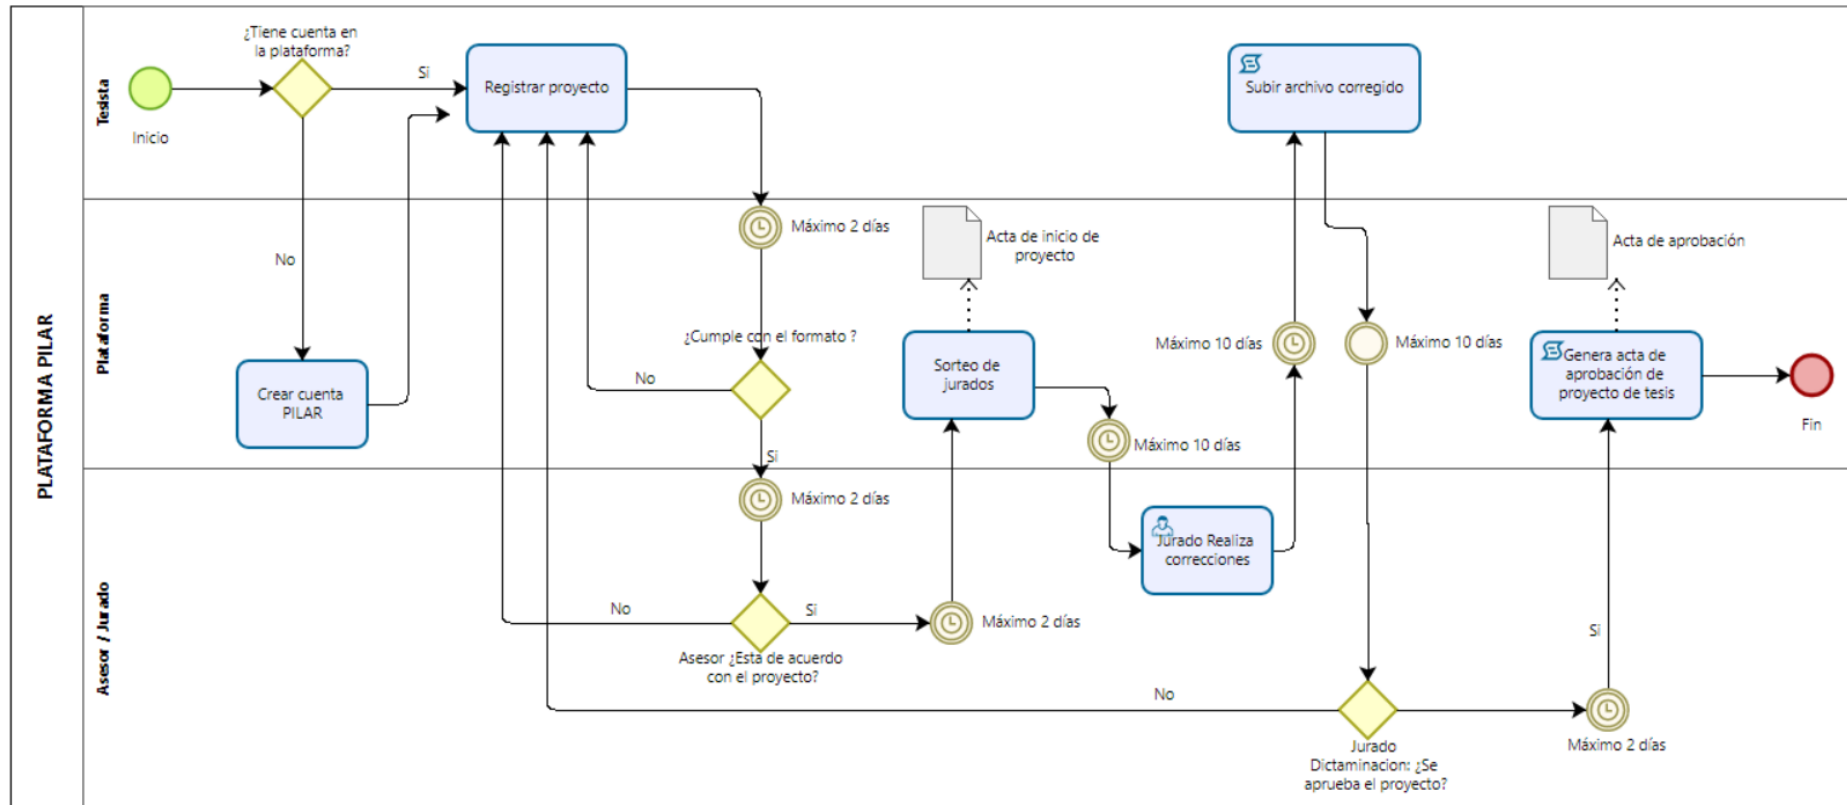 PLATAFORMA PILAR
Tesista
Plataforma
Asesor / Jurado
¿Tiene cuenta en
la plataforma?
Inicio
Si
Registrar proyecto
Subir archivo corregido
No
Máximo 2 días
Acta de inicio de
proyecto
Acta de aprobación
¿Cumple con el formato ?
No
Crear cuenta
PILAR
Sorteo de
jurados
Máximo 10 días
Máximo 10 días
Genera acta de
aprobación de
proyecto de tesis
Fin
Máximo 10 días
Si
Máximo 2 días
Jurado Realiza
correcciones
No
Si
Máximo 2 días
Asesor ¿Esta de acuerdo
con el proyecto?
Si
No
Máximo 2 días
Jurado
Dictaminacion: ¿Se
aprueba el proyecto?